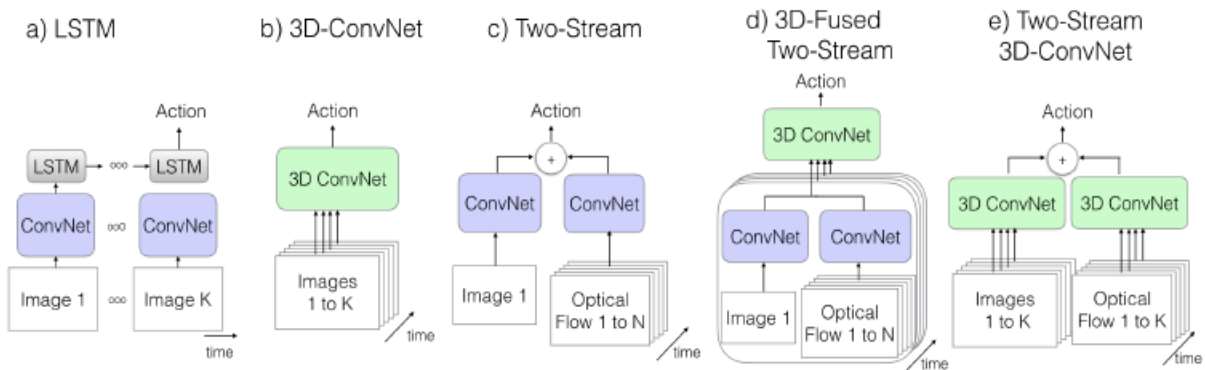 a) LSTM
Action
LSTM
∞
LSTM
ConvNet
∞
ConvNet
Image 1
∞
Image K
time
b) 3D-ConvNet
Action
3D ConvNet
Images
1 to K
time
c) Two-Stream
Action
+
ConvNet
ConvNet
Image 1
Optical
Flow 1 to N
time
d) 3D-Fused
Two-Stream
Action
3D ConvNet
ConvNet
ConvNet
Image 1
Optical
Flow 1 to N
time
e) Two-Stream
3D-ConvNet
Action
+
3D ConvNet
3D ConvNet
Images
1 to K
Optical
Flow 1 to K
time